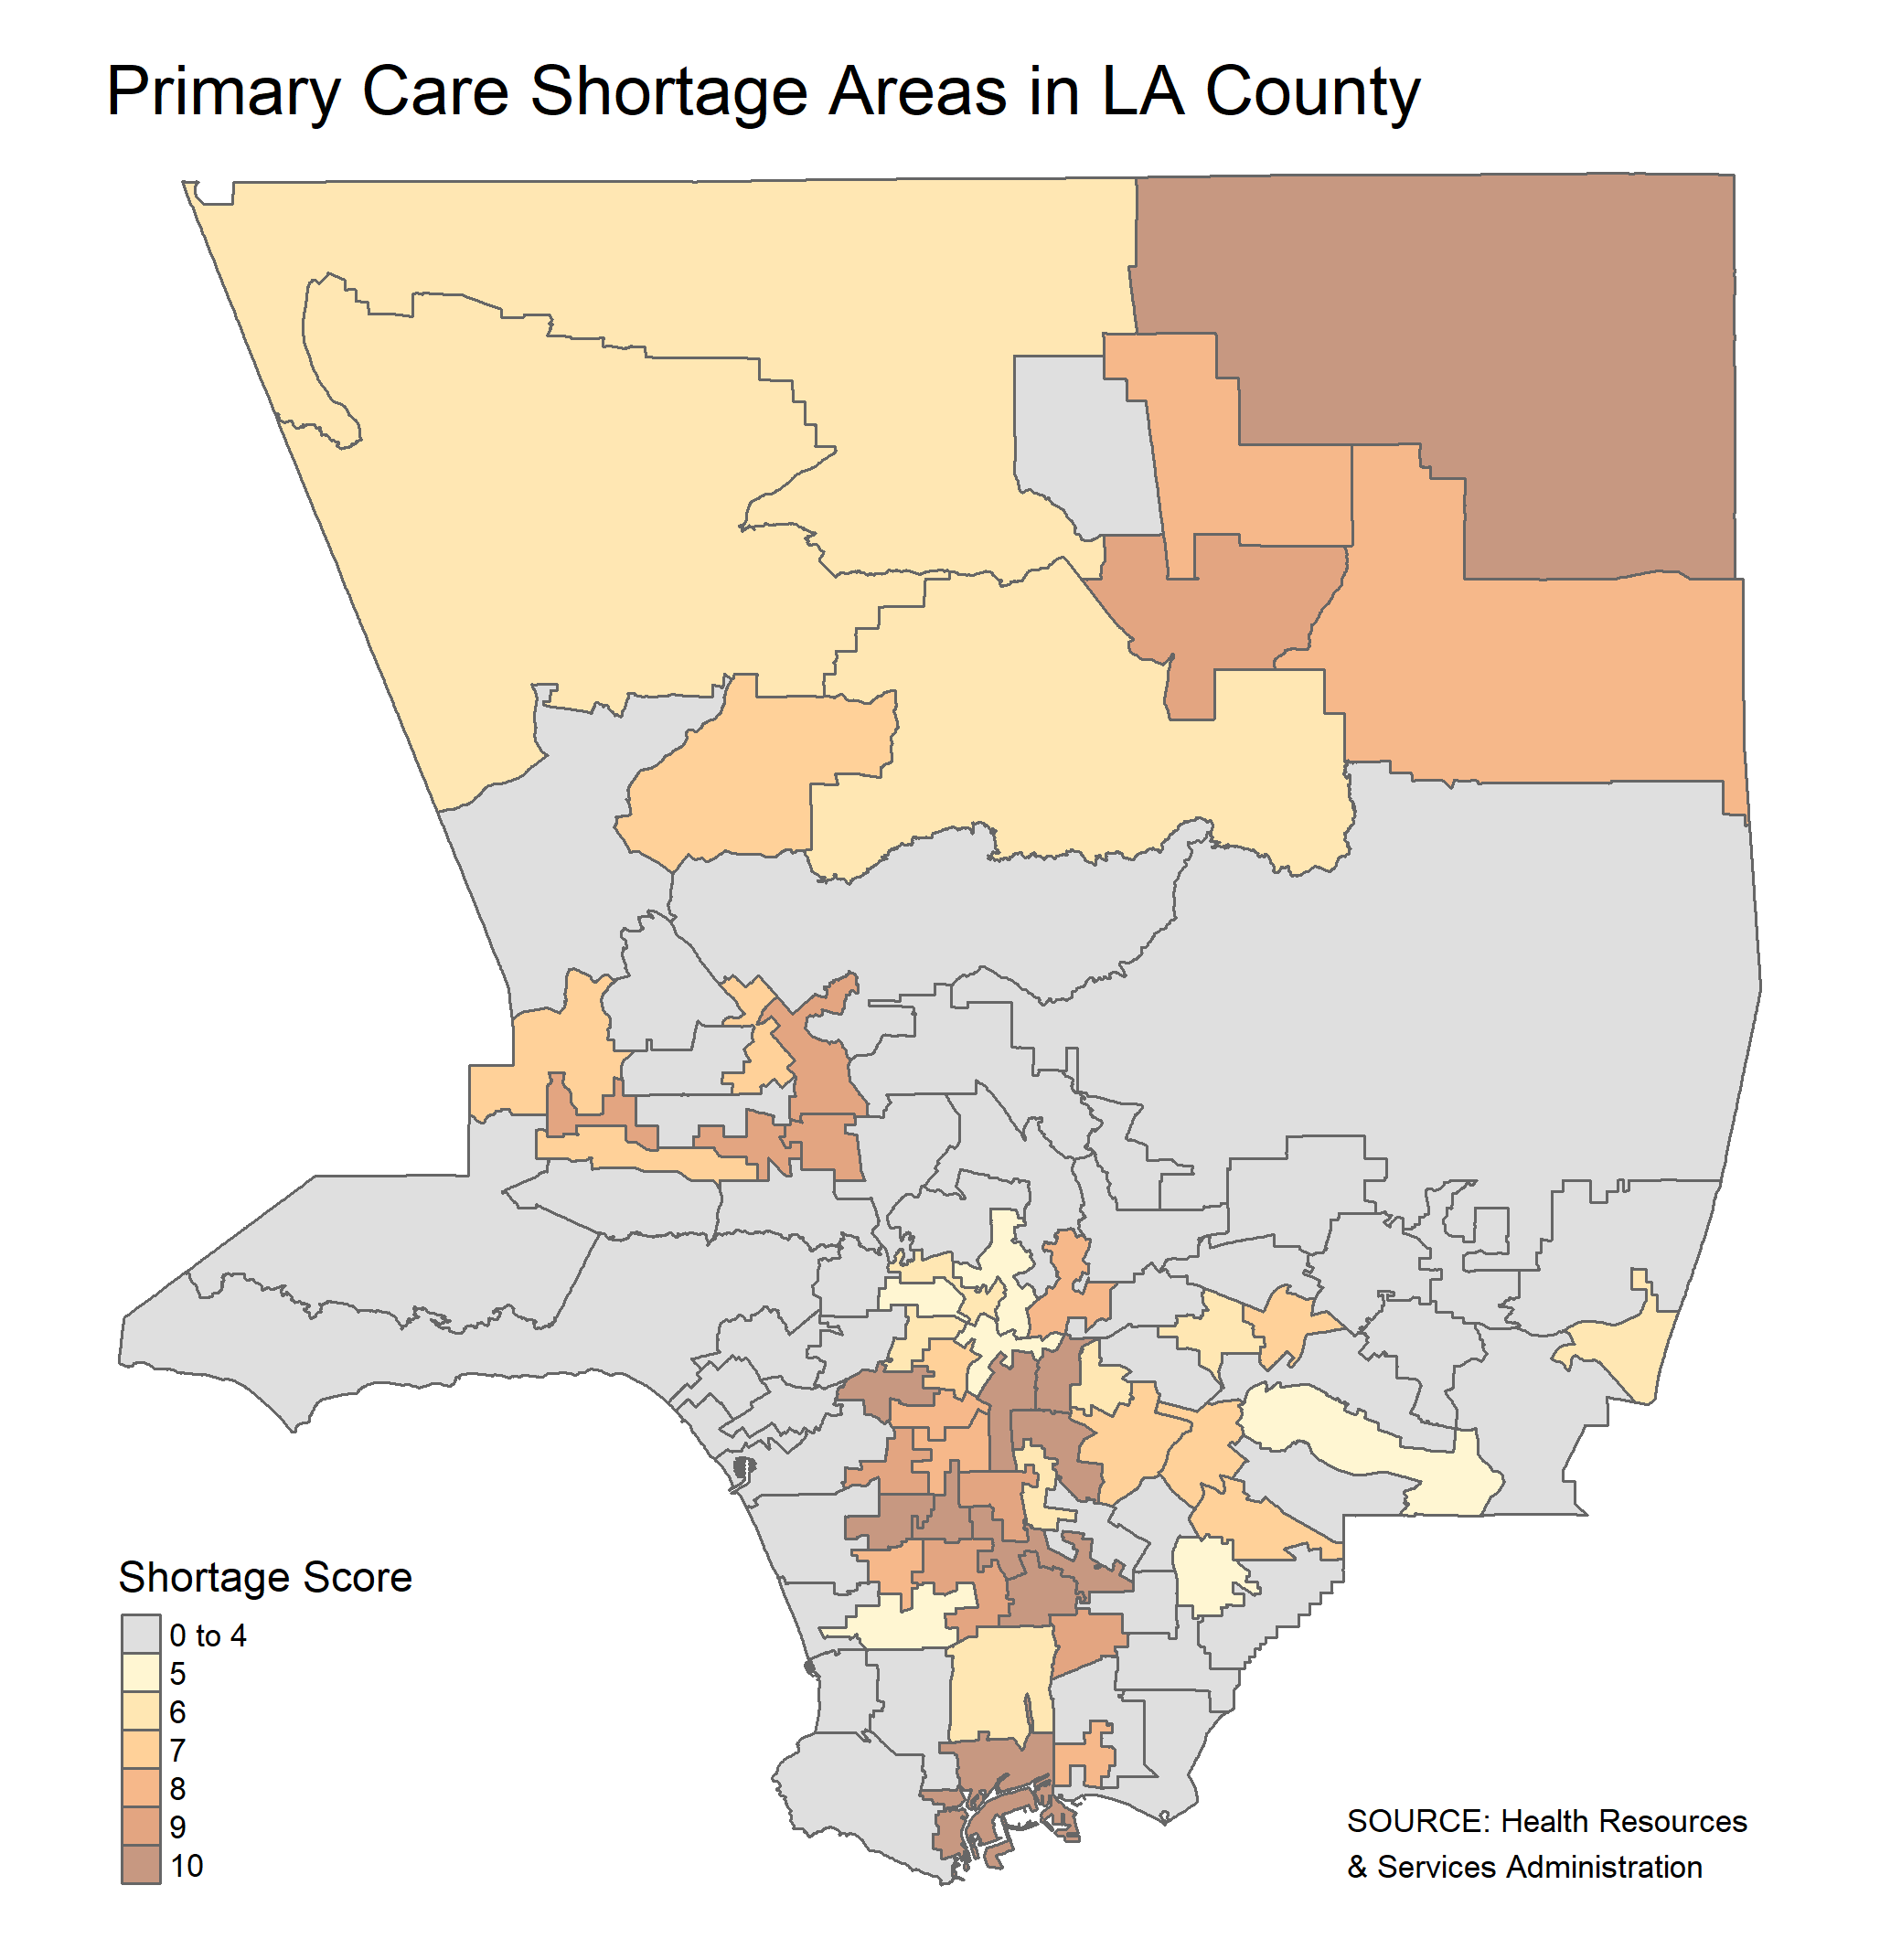 Primary Care Shortage Areas in LA County
Shortage Score
0 to 4
5
6
7
8
9
10
SOURCE: Health Resources
& Services Administration